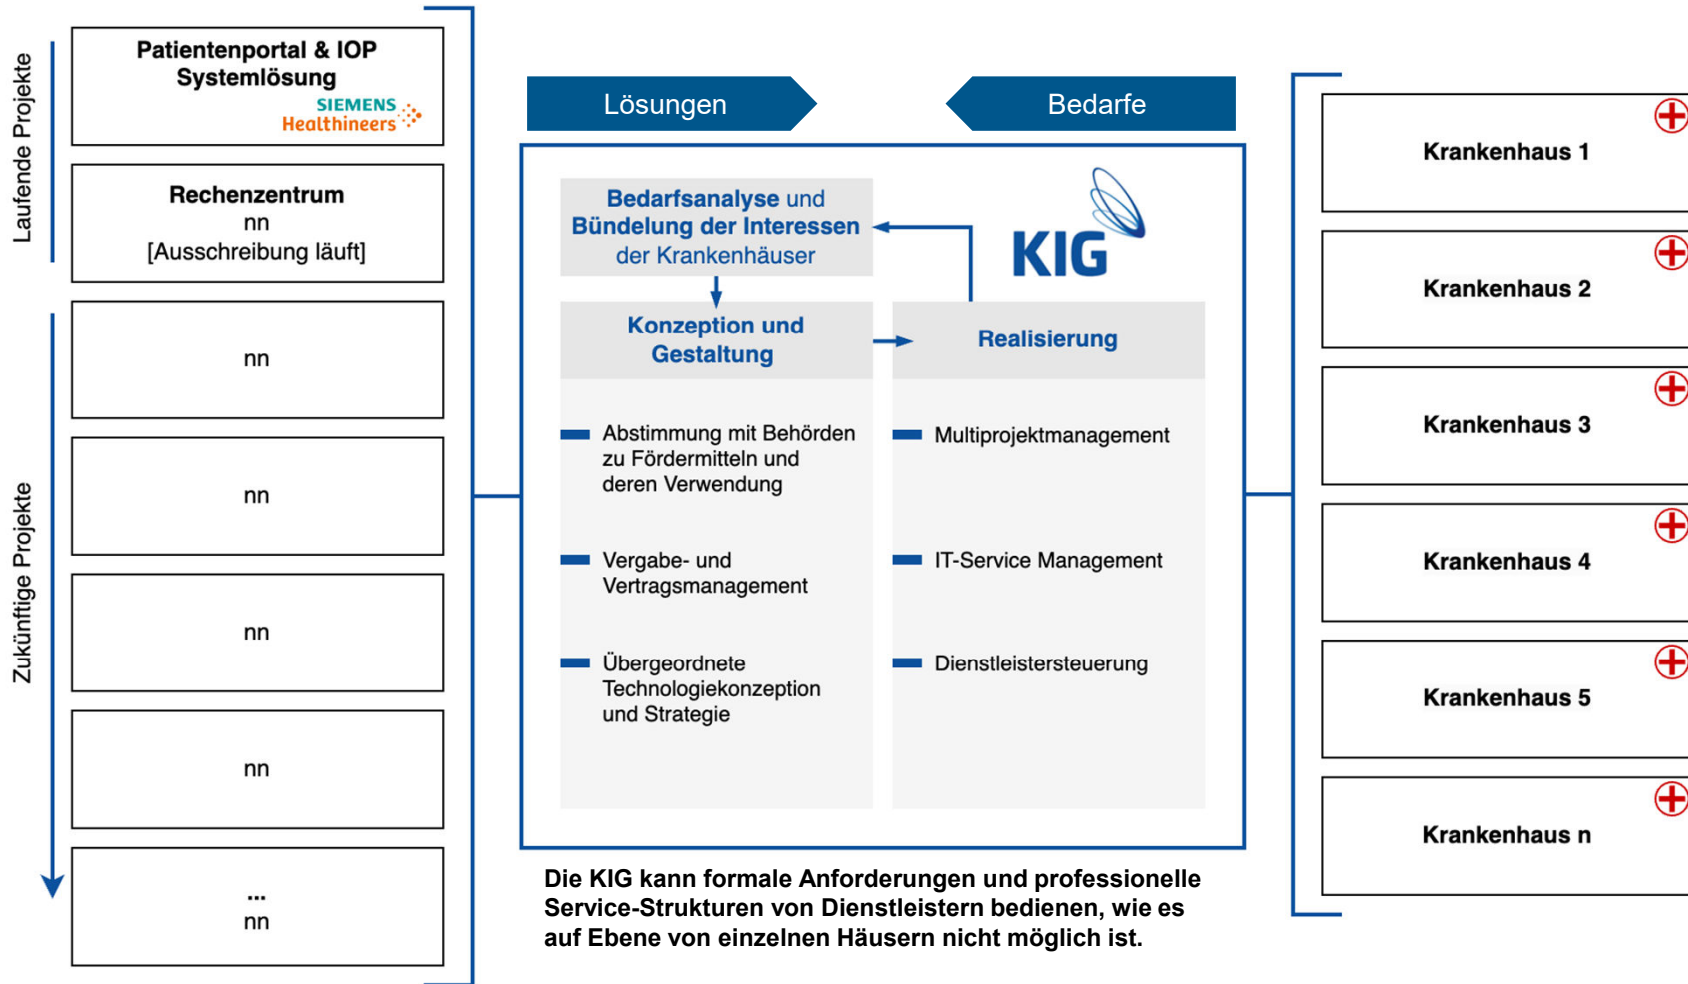 Laufende Projekte
Patientenportal & IOP
Systemlösung
SIEMENS
Healthineers
Rechenzentrum
nn
[Ausschreibung läuft]
Zukünftige Projekte
nn
nn
nn
nn
...
nn
Lösungen
Bedarfe
Bedarfsanalyse und
Bündelung der Interessen
der Krankenhäuser
KIG
Konzeption und
Gestaltung
Abstimmung mit Behörden
zu Fördermitteln und
deren Verwendung
Vergabe- und
Vertragsmanagement
Übergeordnete
Technologiekonzeption
und Strategie
Realisierung
Multiprojektmanagement
IT-Service Management
Dienstleistersteuerung
Die KIG kann formale Anforderungen und professionelle
Service-Strukturen von Dienstleistern bedienen, wie es
auf Ebene von einzelnen Häusern nicht möglich ist.
Krankenhaus 1
Krankenhaus 2
Krankenhaus 3
Krankenhaus 4
Krankenhaus 5
Krankenhaus n